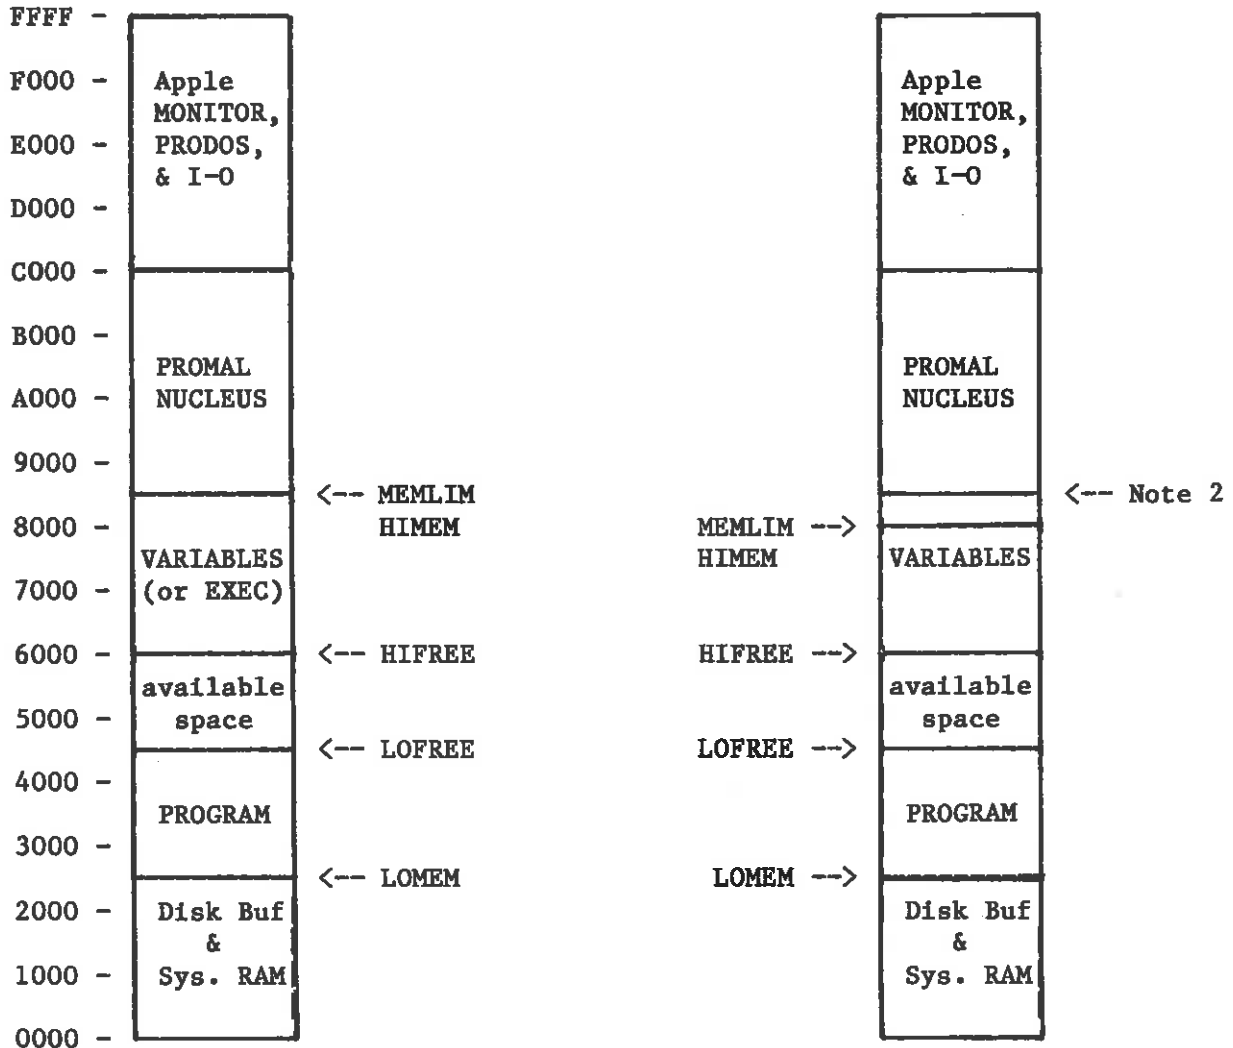 FFFF -
F000 -
E000 -
D000 -
C000 -
B000 -
A000 -
9000 -
8000 -
7000 -
6000 -
5000 -
4000 -
3000 -
2000 -
1000 -
0000 -
Apple
MONITOR,
PRODOS,
& I-O
PROMAL
NUCLEUS
VARIABLES
(or EXEC)
available
space
PROGRAM
Disk Buf
&
Sys. RAM
<-- MEMLIM
HIMEM
<-- HIFREE
<-- LOFREE
<-- LOMEM
MEMLIM -->
HIMEM
HIFREE -->
LOFREE -->
LOMEM -->
Apple
MONITOR,
PRODOS,
& I-O
PROMAL
NUCLEUS
VARIABLES
available
space
PROGRAM
Disk Buf
&
Sys. RAM
<-- Note 2